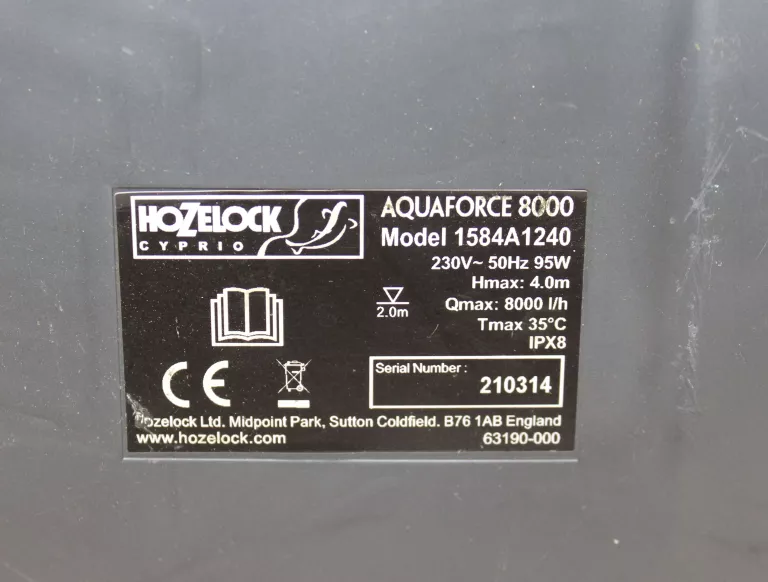 HOZELOCK
CYPRIO
AQUAFORCE 8000
Model 1584A1240
230V~ 50Hz 95W
Hmax: 4.0m
Qmax: 8000 l/h
Tmax 35°C
IPX8
2.0m
CE
Serial Number :
210314
Hozelock Ltd. Midpoint Park, Sutton Coldfield. B76 1AB England
www.hozelock.com
63190-000